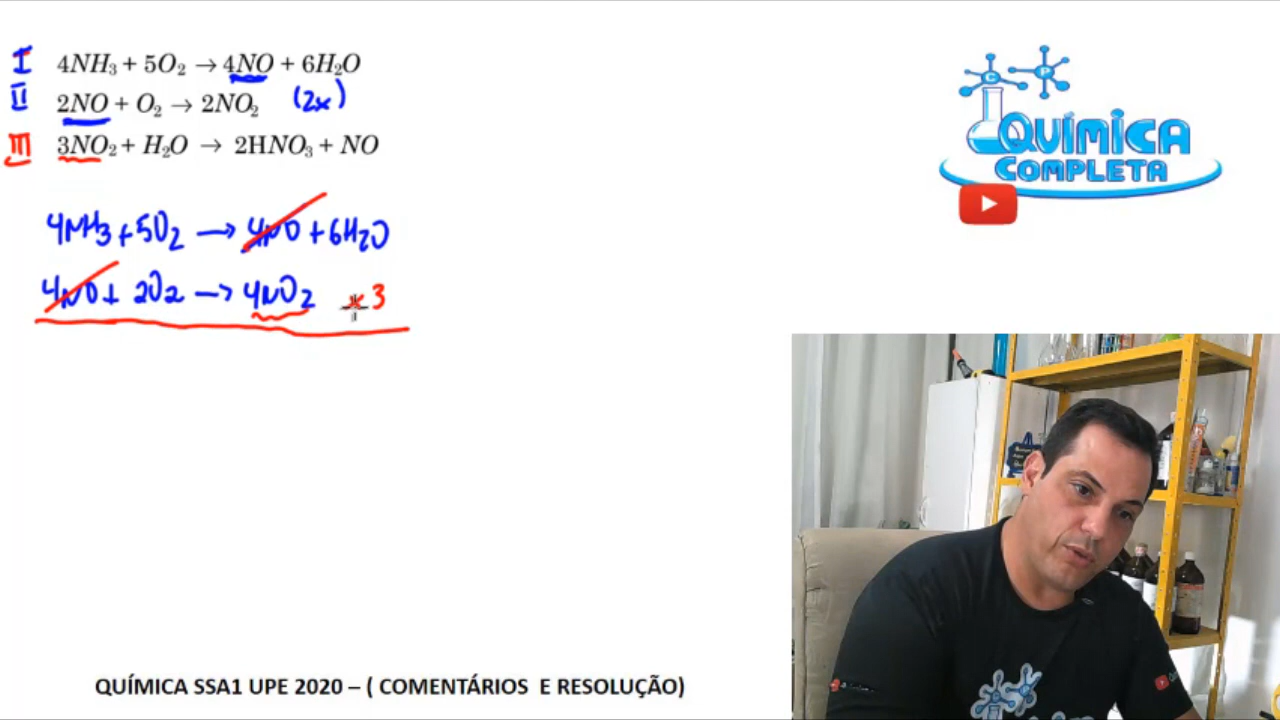 I 4NH₃ + 5O₂ → 4NO + 6H₂O
II 2NO + O₂ → 2NO₂ (2x)
III 3NO₂ + H₂O → 2HNO₃ + NO
4NH₃ + 5O₂ → 4NO + 6H₂O
4NO + 2O₂ → 4NO₂ x3
C P
QUÍMICA
COMPLETA
QUÍMICA SSA1 UPE 2020 – ( COMENTÁRIOS E RESOLUÇÃO)